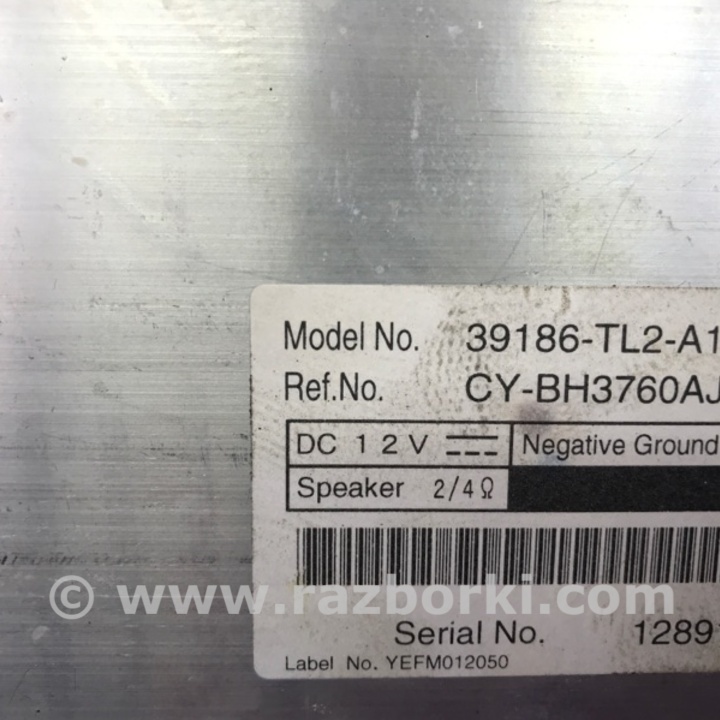 Model No. 39186-TL2-A1
Ref.No. CY-BH3760AJ
DC 12V Negative Ground
Speaker 2/4Ω
© www.razborki.com
Serial No. 1289
Label No. YEFM012050